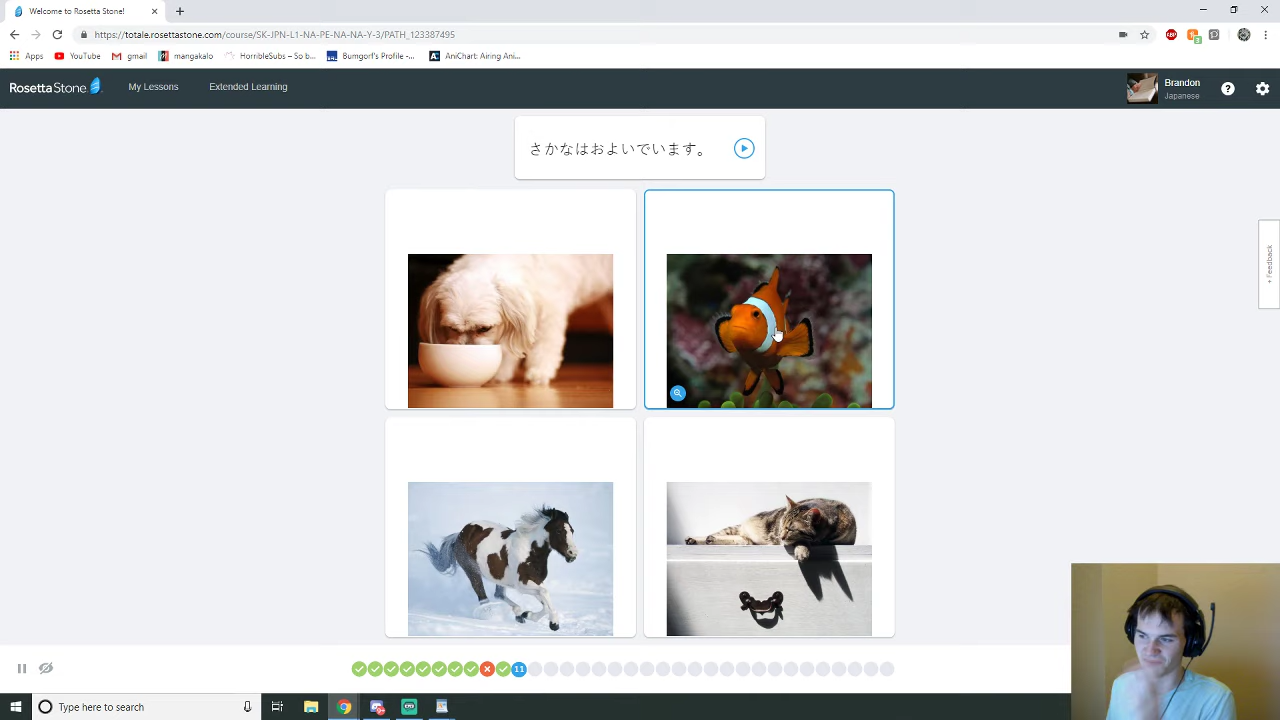 Welcome to Rosetta Stone!
https://totale.rosettastone.com/course/SK-JPN-L1-NA-PE-NA-NA-Y-3/PATH_123387495
Apps
YouTube
gmail
mangakalo
HorribleSubs – So b...
Bumgorf's Profile -...
AniChart: Airing Ani...
RosettaStone
My Lessons
Extended Learning
Brandon
Japanese
さかなはおよいでいます。
+ Feedback
11
Type here to search